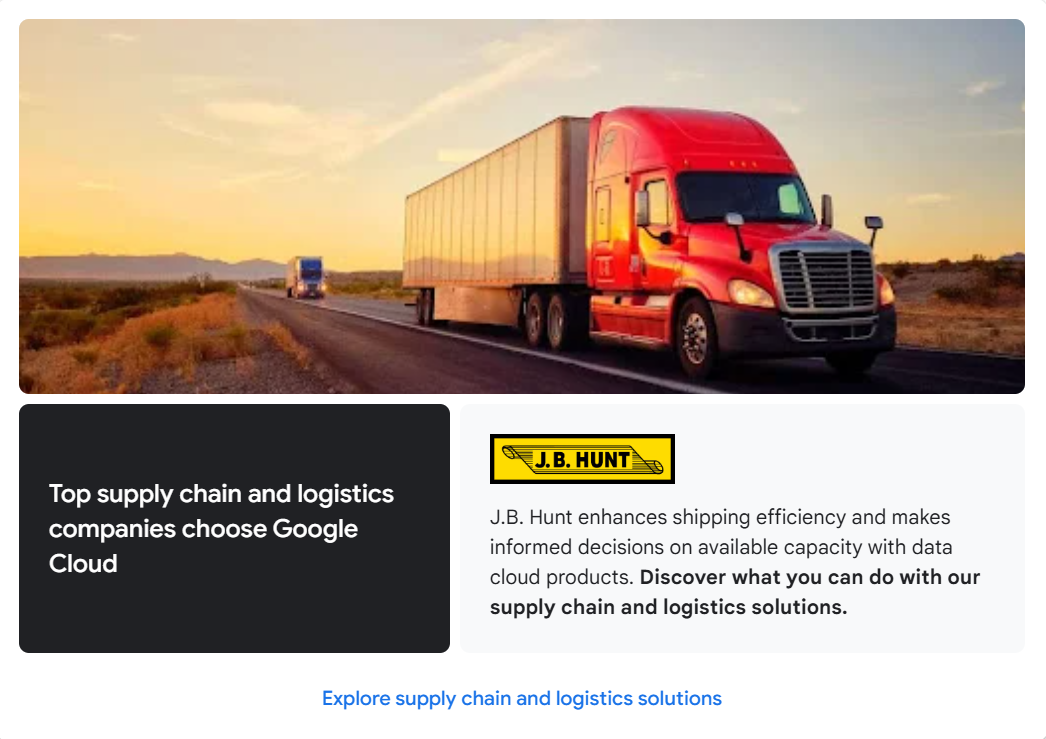 Top supply chain and logistics
companies choose Google
Cloud
J.B. HUNT
J.B. Hunt enhances shipping efficiency and makes
informed decisions on available capacity with data
cloud products. Discover what you can do with our
supply chain and logistics solutions.
Explore supply chain and logistics solutions